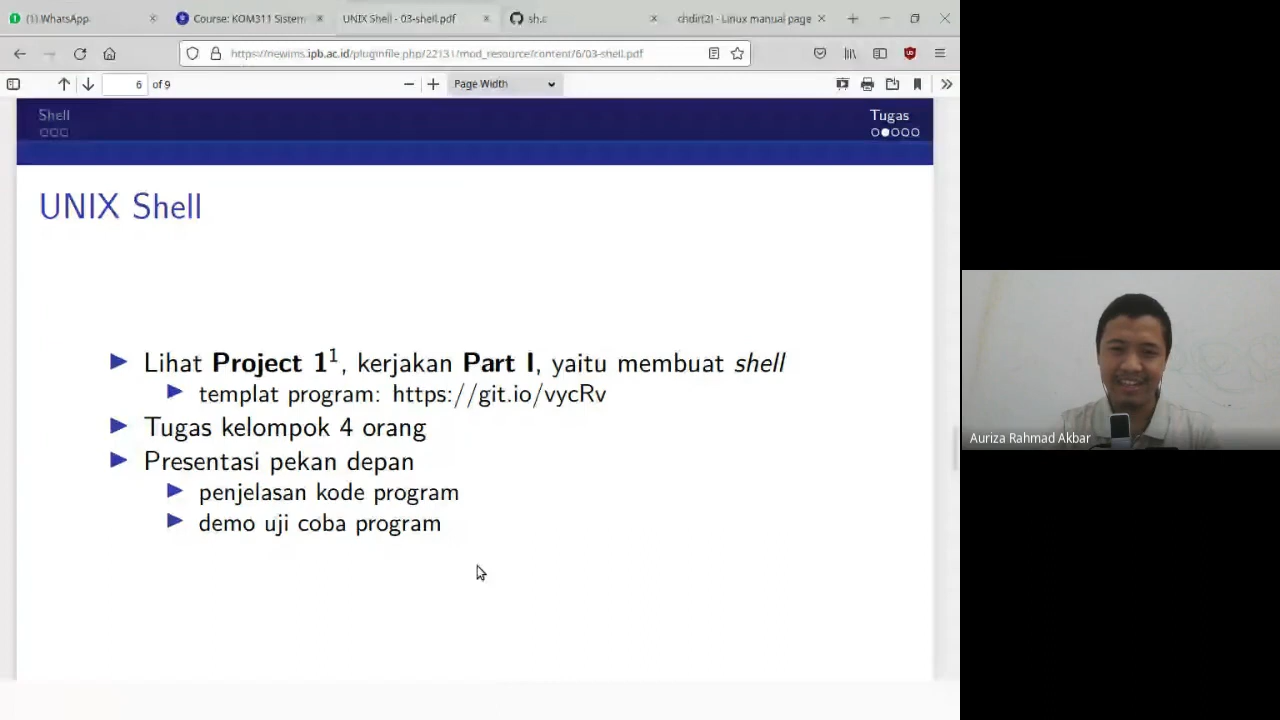 (1) WhatsApp
Course: KOM311 Sistem
UNIX Shell - 03-shell.pdf
sh.c
chdir(2) - Linux manual page
https://newlms.ipb.ac.id/pluginfile.php/22131/mod_resource/content/6/03-shell.pdf
6 of 9
Page Width
Shell
Tugas
UNIX Shell
Lihat Project 1¹, kerjakan Part I, yaitu membuat shell
templat program: https://git.io/vycRv
Tugas kelompok 4 orang
Presentasi pekan depan
penjelasan kode program
demo uji coba program
Auriza Rahmad Akbar